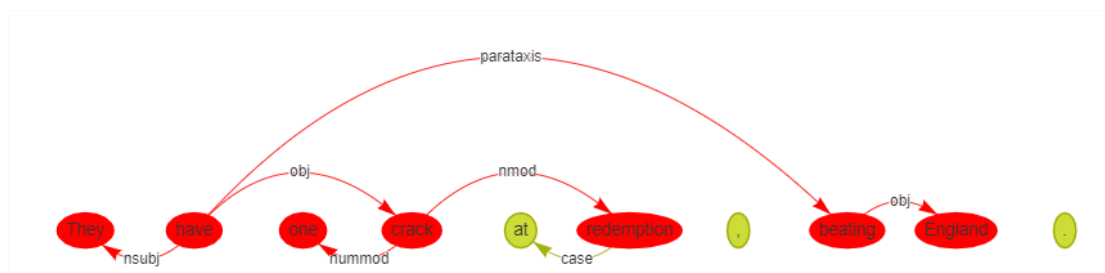 parataxis
obj nmod obj
They have one crack at redemption , beating England .
nsubj nummod case